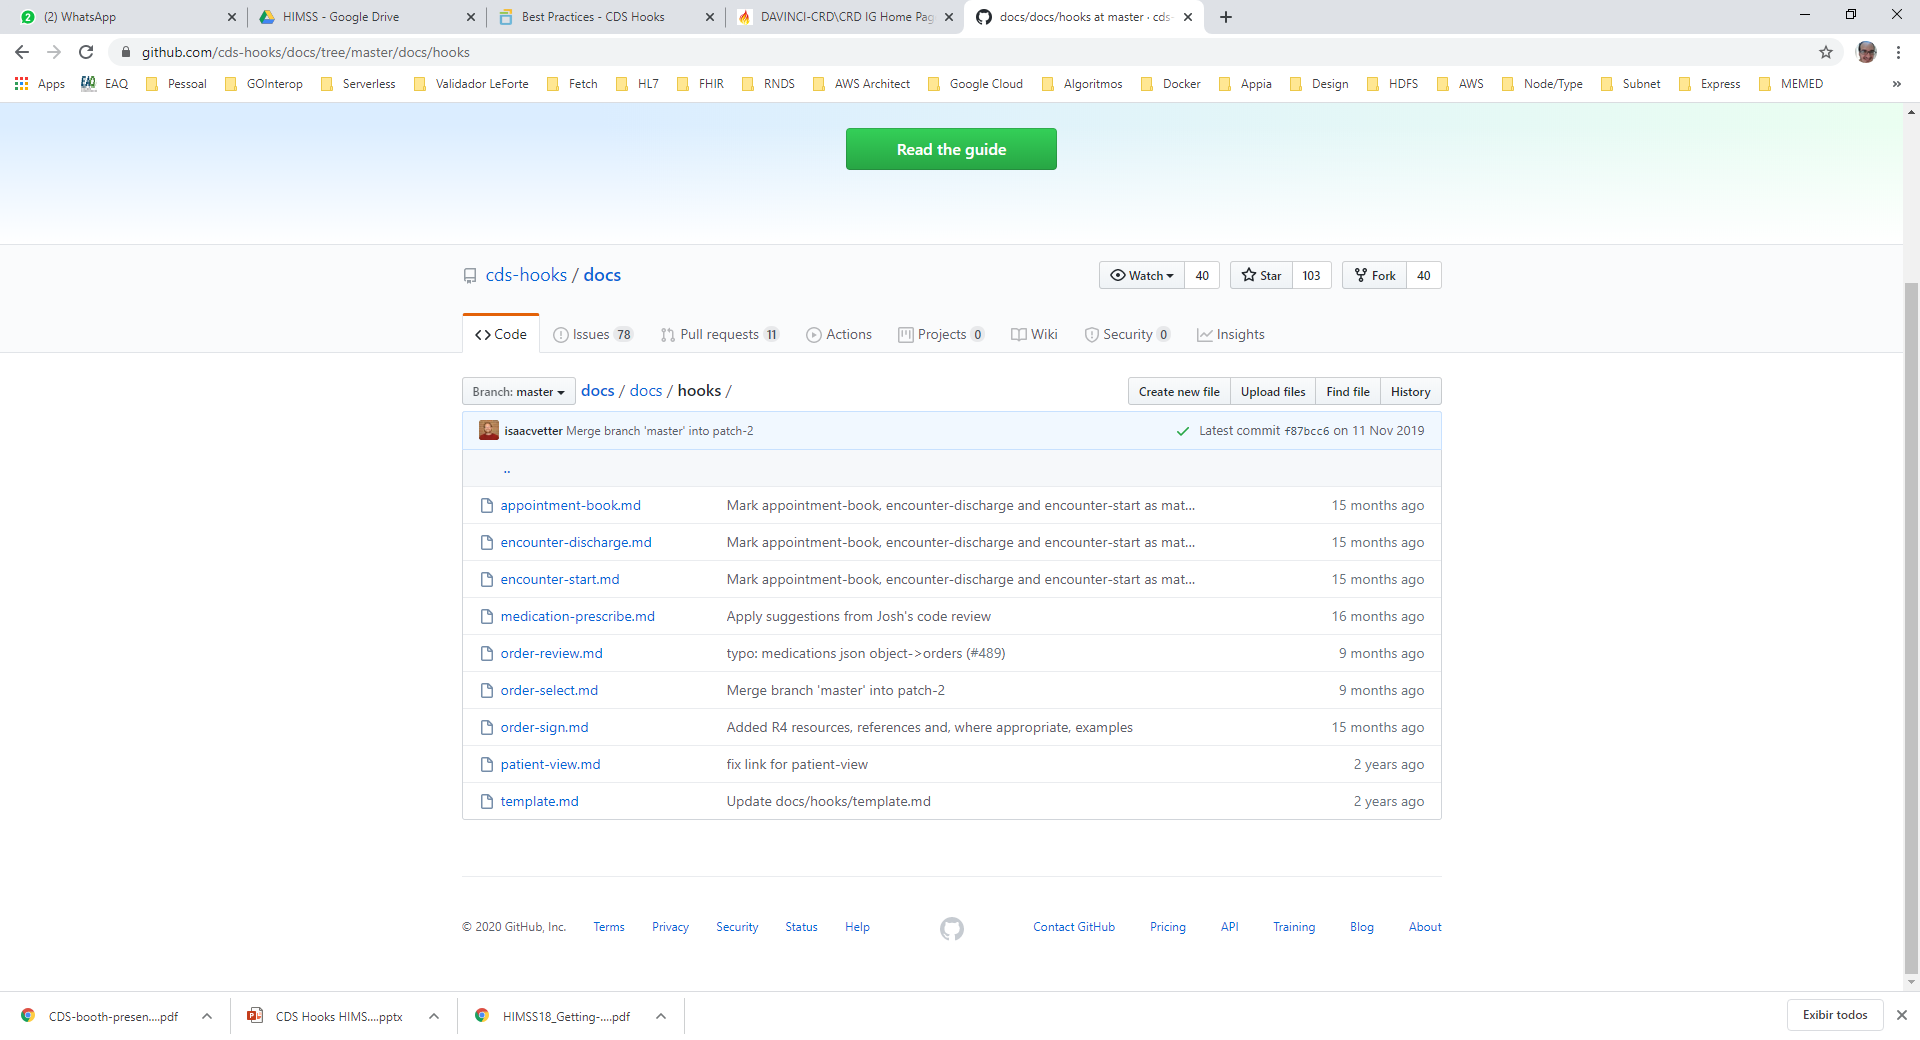 2 (2) WhatsApp
HIMSS - Google Drive
Best Practices - CDS Hooks
DAVINCI-CRD\CRD IG Home Pag
docs/docs/hooks at master · cds-
github.com/cds-hooks/docs/tree/master/docs/hooks
Apps EAQ EAQ Pessoal GOInterop Serverless Validador LeForte Fetch HL7 FHIR RNDS AWS Architect Google Cloud Algoritmos Docker Appia Design HDFS AWS Node/Type Subnet Express MEMED »
Read the guide
cds-hooks / docs
Watch 40 Star 103 Fork 40
Code Issues 78 Pull requests 11 Actions Projects 0 Wiki Security 0 Insights
Branch: master docs / docs / hooks /
Create new file Upload files Find file History
isaacvetter Merge branch 'master' into patch-2 Latest commit f87bcc6 on 11 Nov 2019
..
appointment-book.md Mark appointment-book, encounter-discharge and encounter-start as mat... 15 months ago
encounter-discharge.md Mark appointment-book, encounter-discharge and encounter-start as mat... 15 months ago
encounter-start.md Mark appointment-book, encounter-discharge and encounter-start as mat... 15 months ago
medication-prescribe.md Apply suggestions from Josh's code review 16 months ago
order-review.md typo: medications json object->orders (#489) 9 months ago
order-select.md Merge branch 'master' into patch-2 9 months ago
order-sign.md Added R4 resources, references and, where appropriate, examples 15 months ago
patient-view.md fix link for patient-view 2 years ago
template.md Update docs/hooks/template.md 2 years ago
© 2020 GitHub, Inc. Terms Privacy Security Status Help Contact GitHub Pricing API Training Blog About
CDS-booth-presen....pdf CDS Hooks HIMS....pptx HIMSS18_Getting-....pdf Exibir todos